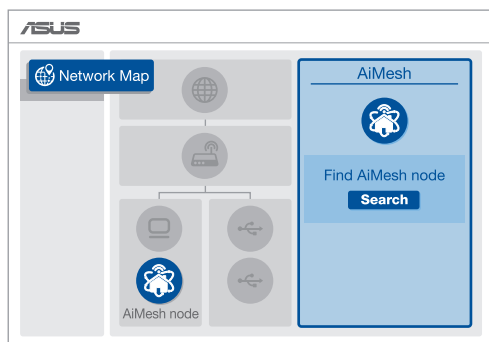 ASUS
Network Map
AiMesh
Find AiMesh node
Search
AiMesh node